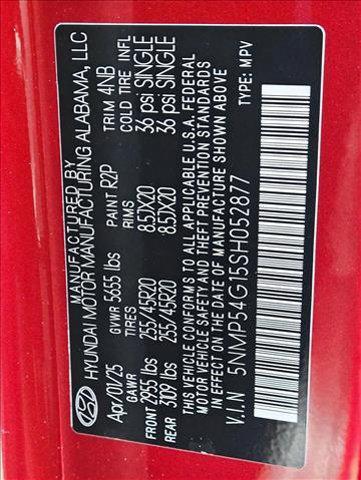 MANUFACTURED BY
HYUNDAI MOTOR MANUFACTURING ALABAMA, LLC
Apr/01/25 GVWR 5655 lbs PAINT R2P TRIM 4NB
GAWR TIRES RIMS COLD TIRE INFL
FRONT 2955 lbs 255/45R20 8.5JX20 36 psi SINGLE
REAR 3109 lbs 255/45R20 8.5JX20 36 psi SINGLE
THIS VEHICLE CONFORMS TO ALL APPLICABLE U.S.A. FEDERAL
MOTOR VEHICLE SAFETY, BUMPER, AND THEFT PREVENTION
STANDARDS IN EFFECT ON THE DATE OF MANUFACTURE SHOWN ABOVE.
V.I.N 5NMP54G15SH052877 TYPE: MPV